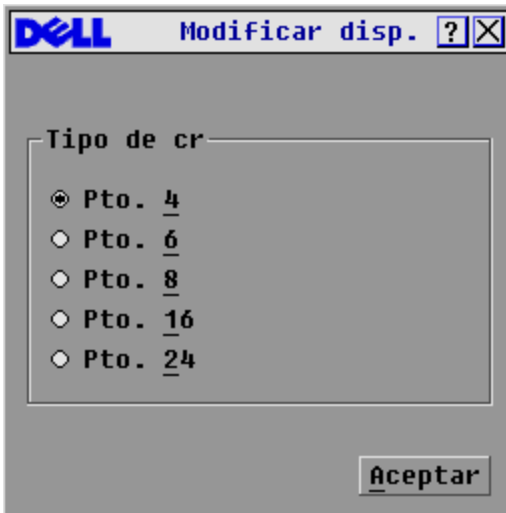 DELL Modificar disp. ? X
Tipo de cr
Pto. 4
Pto. 6
Pto. 8
Pto. 16
Pto. 24
Aceptar